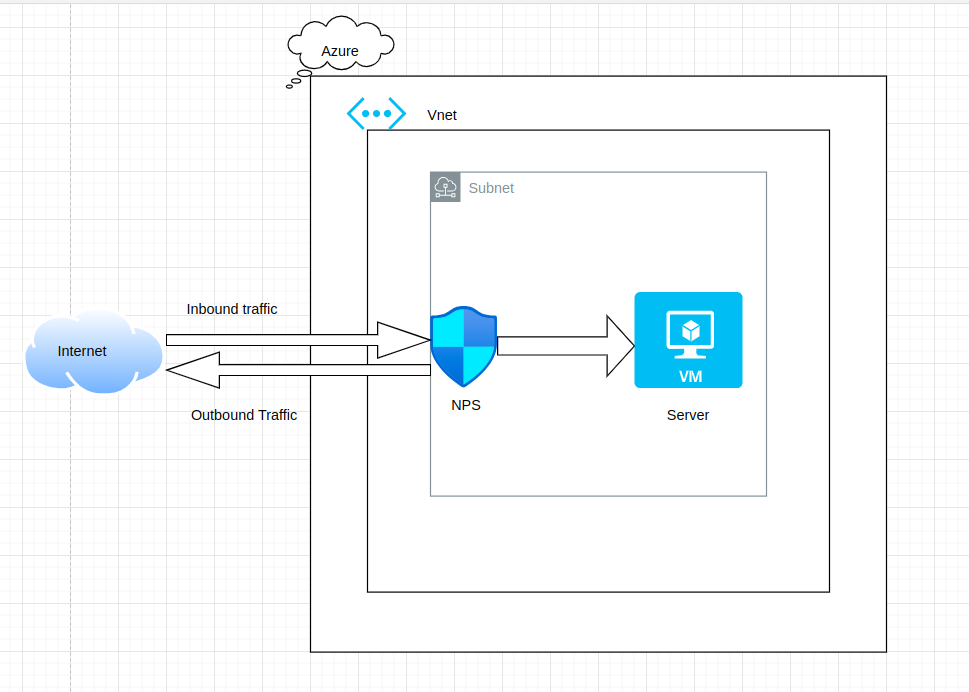 Azure
Vnet
Subnet
Inbound traffic
Internet
VM
NPS
Outbound Traffic
Server